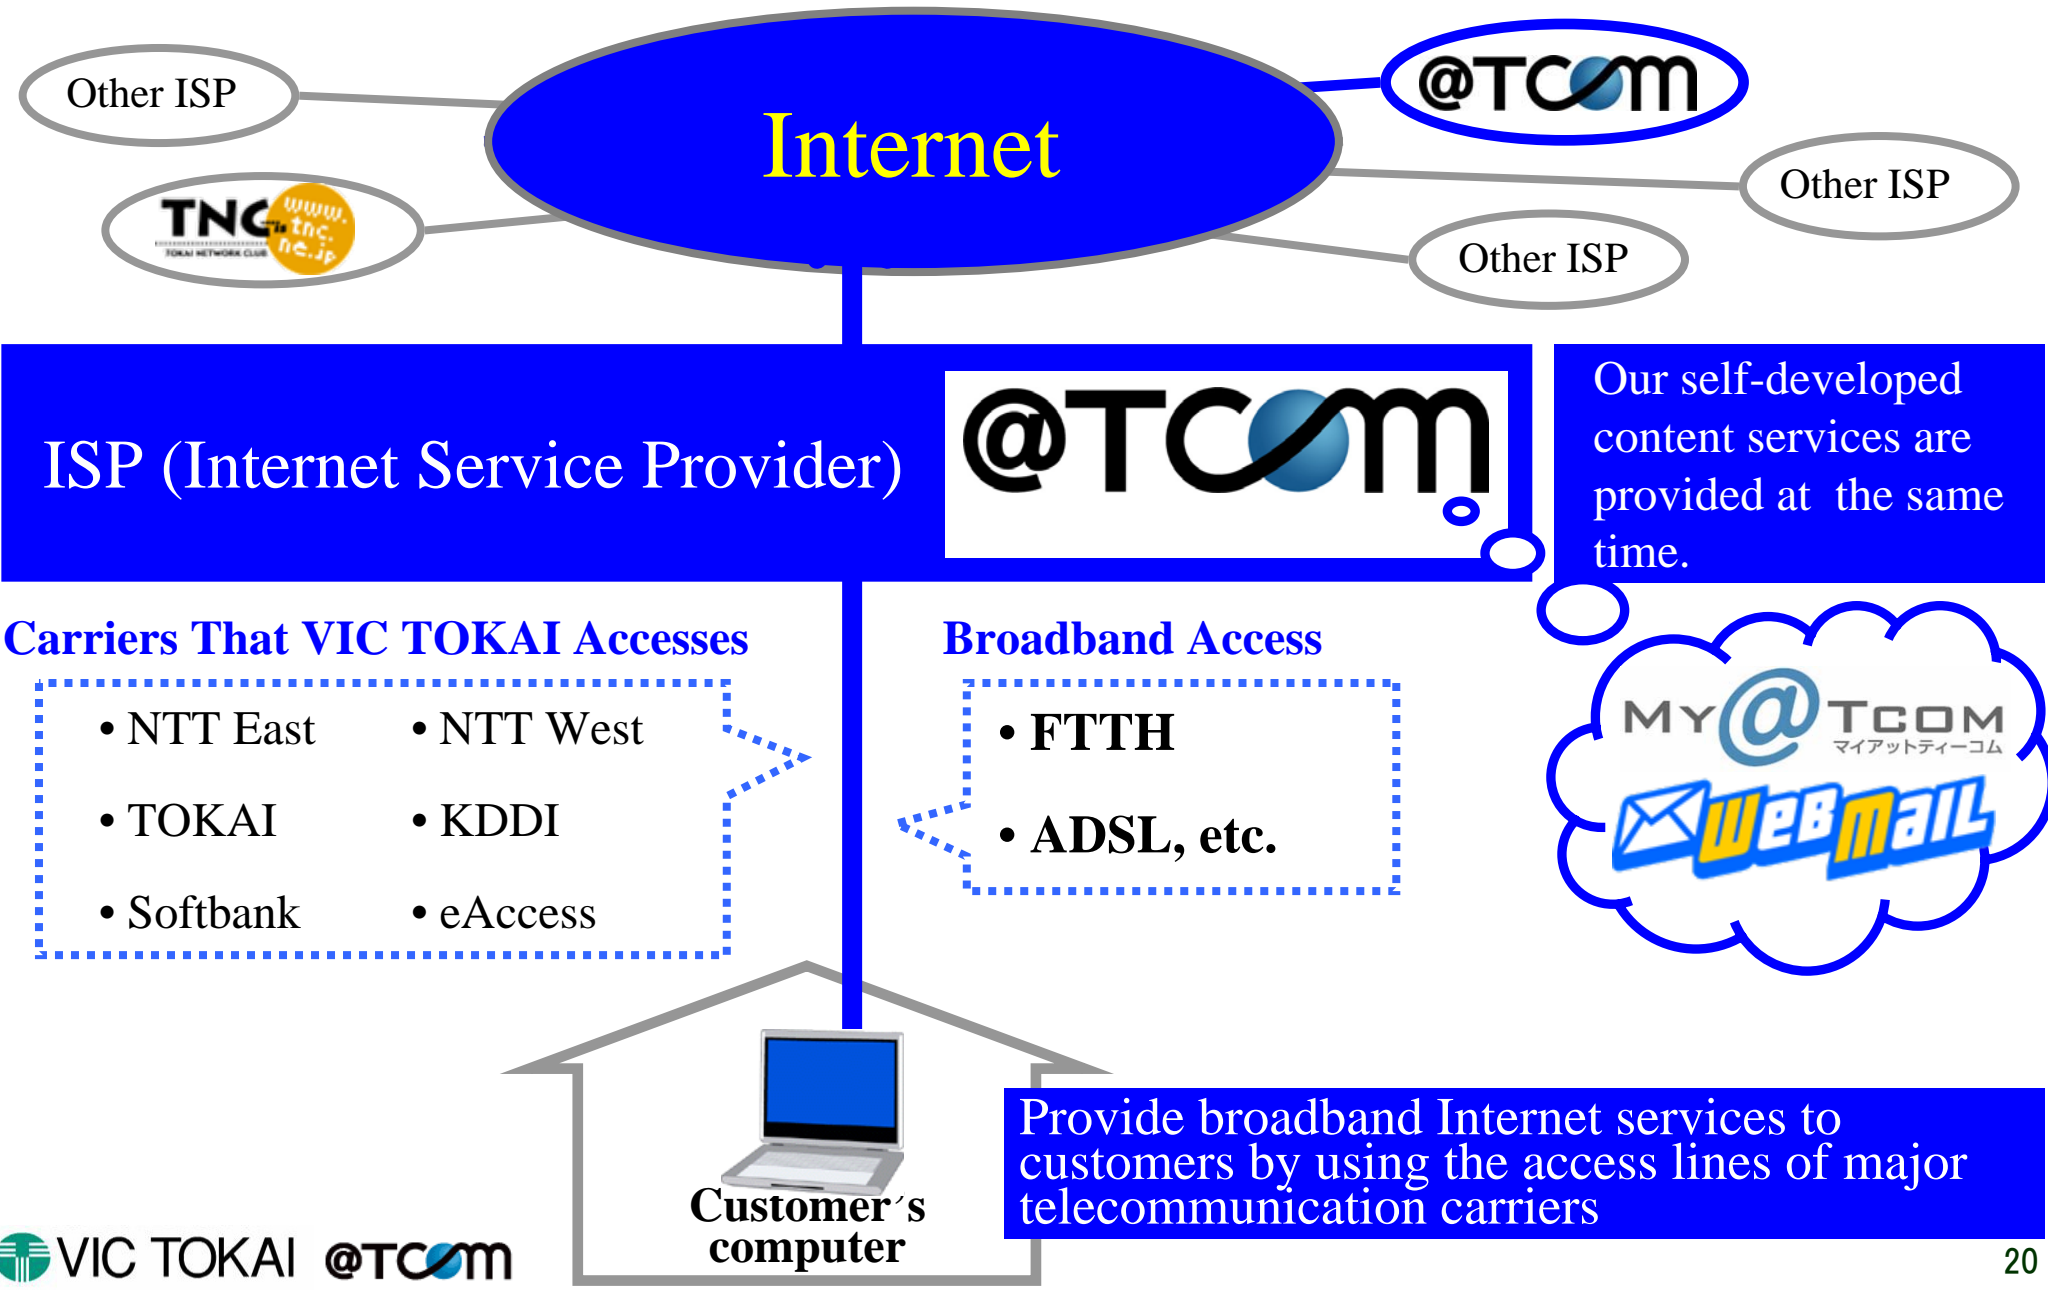 Other ISP
@TCOM
Internet
Other ISP
TNC
www.
tnc.
ne.jp
TOKAI NETWORK CLUB
Other ISP
ISP (Internet Service Provider)
@TCOM
Our self-developed
content services are
provided at the same
time.
Carriers That VIC TOKAI Accesses
Broadband Access
• NTT East
• NTT West
• TOKAI
• KDDI
• Softbank
• eAccess
• FTTH
• ADSL, etc.
MY@TCOM
マイアットティーコム
WEBMAIL
Customer's
computer
Provide broadband Internet services to
customers by using the access lines of major
telecommunication carriers
VIC TOKAI
@TCOM
20